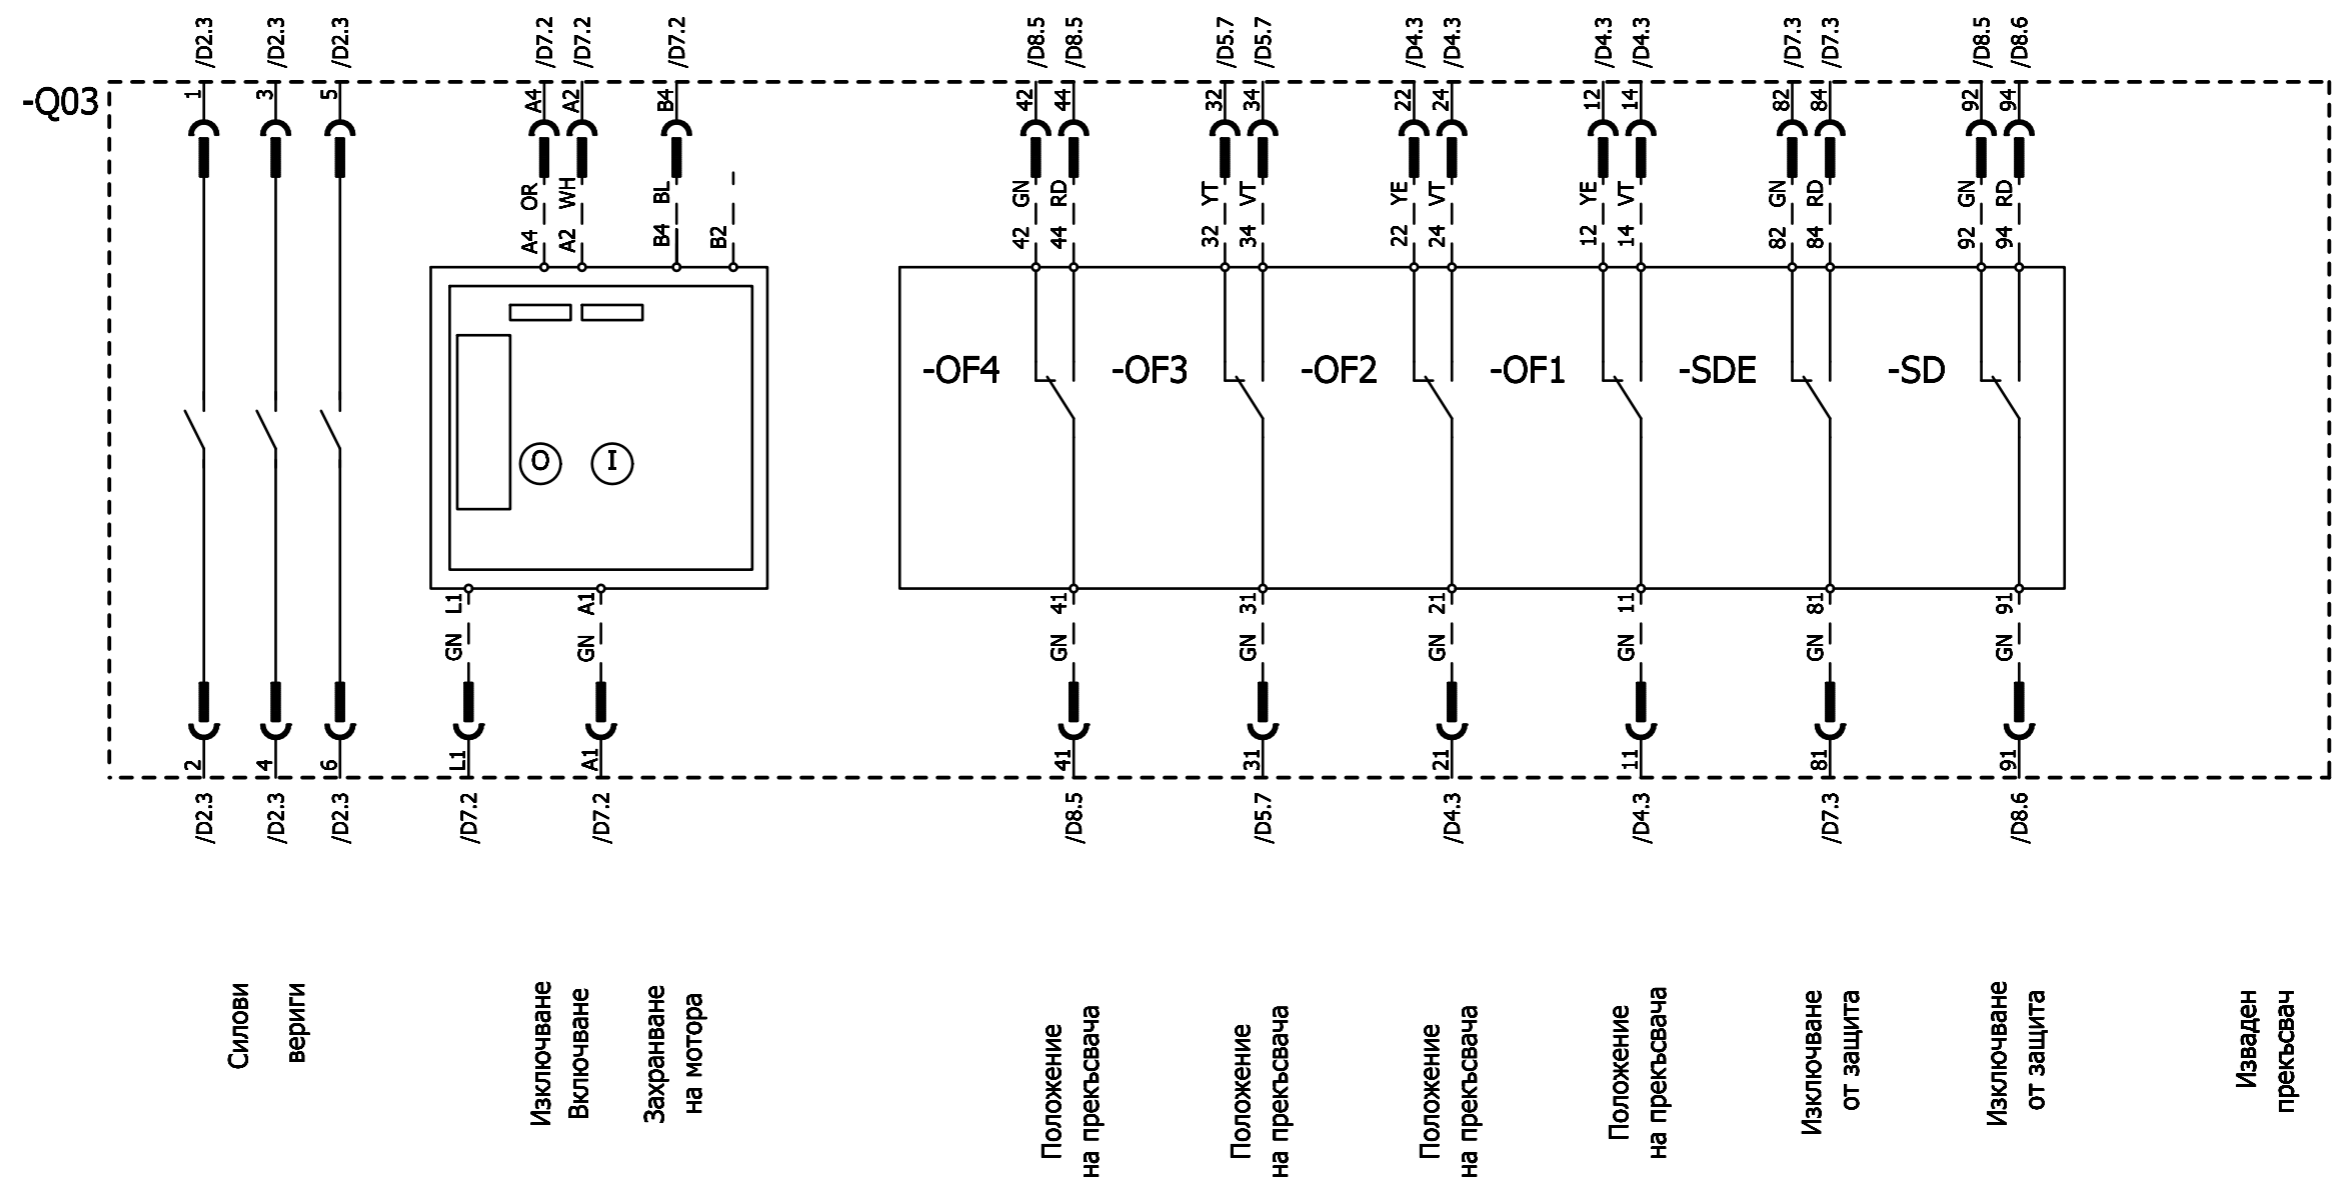 /D2.3 /D2.3 /D2.3 /D7.2 /D7.2 /D7.2 /D8.5 /D8.5 /D5.7 /D5.7 /D4.3 /D4.3 /D4.3 /D4.3 /D7.3 /D7.3 /D8.5 /D8.6
-Q03
1 3 5 A4 A2 B4 42 44 32 34 22 24 12 14 82 84 92 94
OR WH BL GN RD YT VT YE VT YE VT GN RD GN RD
A4 A2 B4 B2 42 44 32 34 22 24 12 14 82 84 92 94
-OF4 -OF3 -OF2 -OF1 -SDE -SD
O I
L1 A1 41 31 21 11 81 91
GN GN GN GN GN GN GN GN
2 4 6 L1 A1 41 31 21 11 81 91
/D2.3 /D2.3 /D2.3 /D7.2 /D7.2 /D8.5 /D5.7 /D4.3 /D4.3 /D7.3 /D8.6
Силови
вериги
Изключване
Включване
Захранване
на мотора
Положение
на прекъсвача
Положение
на прекъсвача
Положение
на прекъсвача
Положение
на прекъсвача
Изключване
от защита
Изключване
от защита
Изваден
прекъсвач